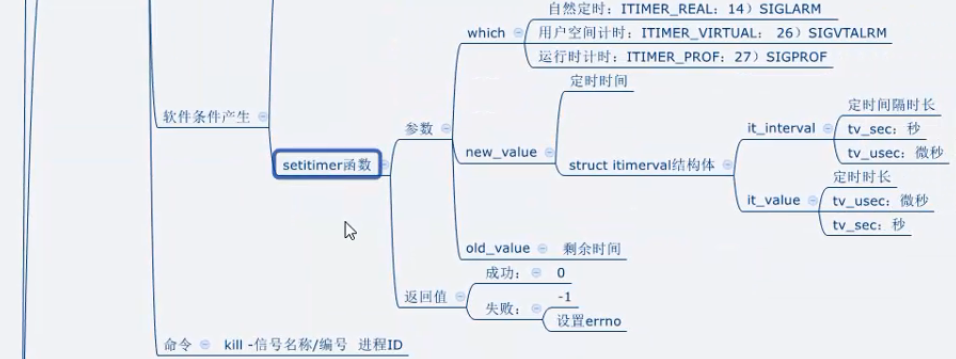 自然定时：ITIMER_REAL：14）SIGLARM
which
用户空间计时：ITIMER_VIRTUAL： 26）SIGVTALRM
运行时计时：ITIMER_PROF：27）SIGPROF
定时时间
定时间隔时长
软件条件产生
参数
it_interval
tv_sec：秒
new_value
tv_usec：微秒
setitimer函数
struct itimerval结构体
定时时长
it_value
tv_usec：微秒
tv_sec：秒
old_value
剩余时间
成功：
0
返回值
-1
失败：
设置errno
命令
kill -信号名称/编号 进程ID